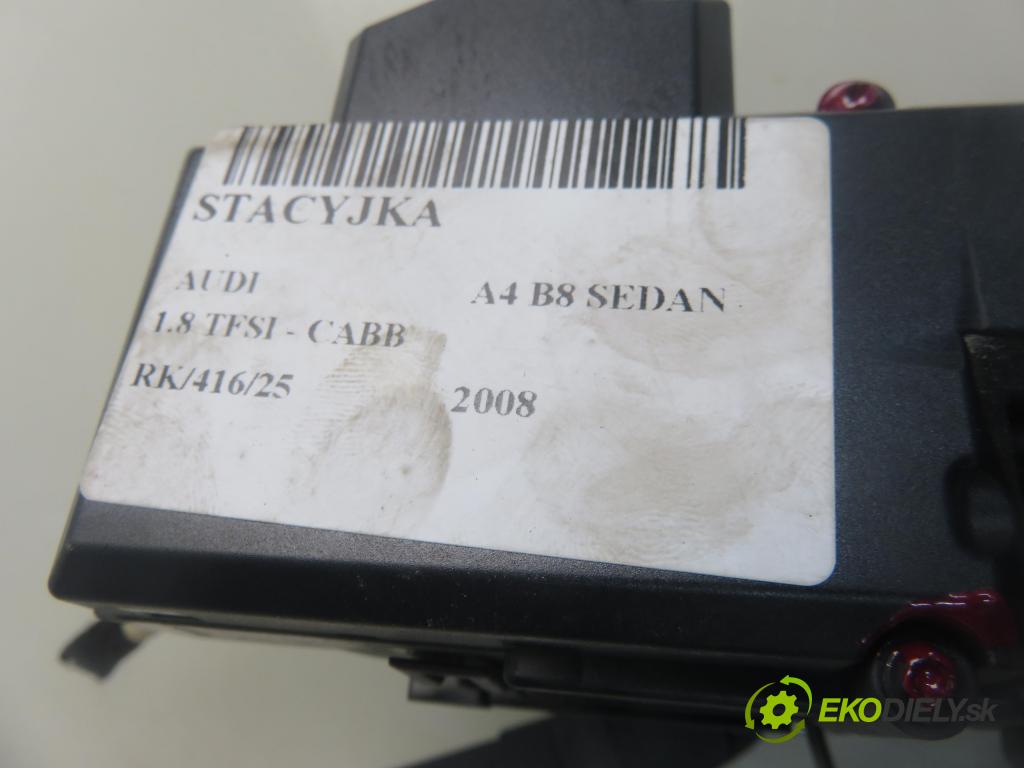 STACYJKA
AUDI A4 B8 SEDAN
1.8 TFSI - CABB
RK/416/25 2008
EKODIELY.sk